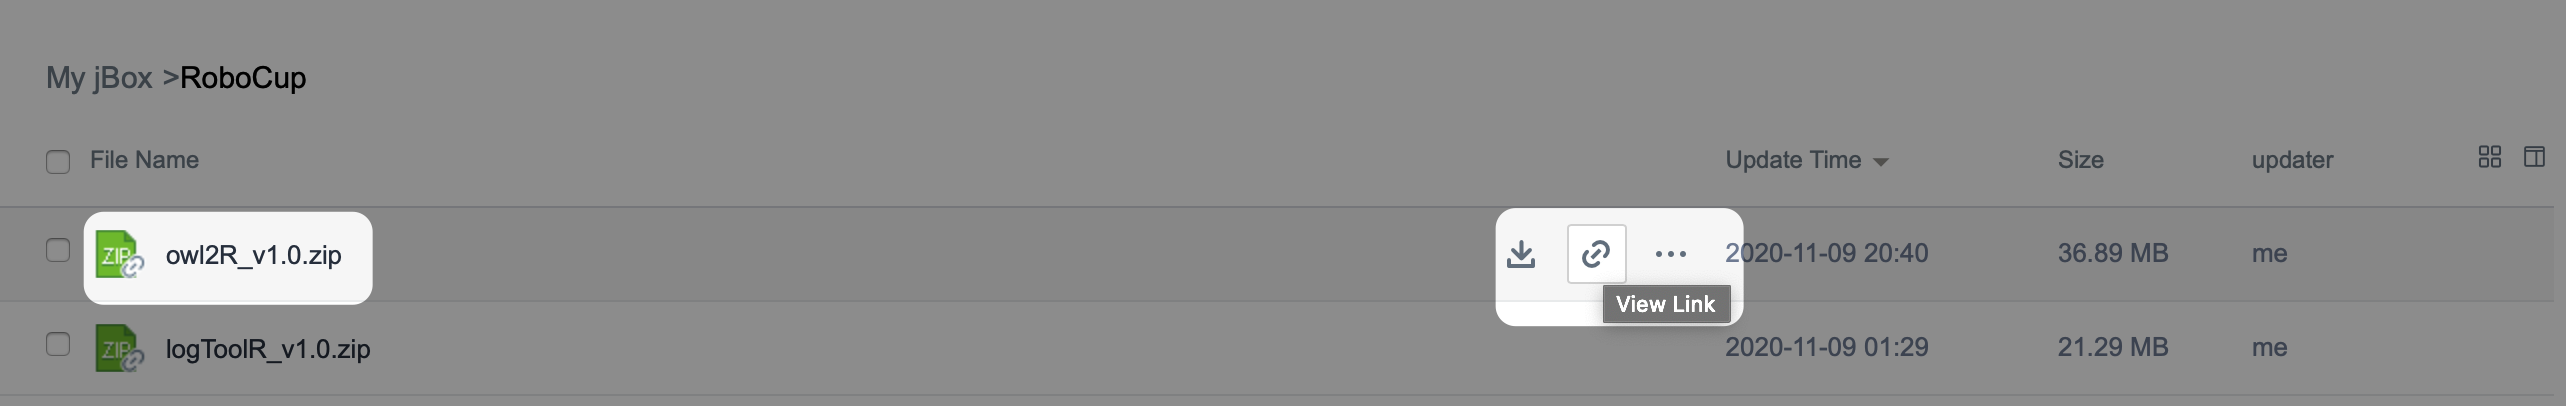 My jBox >RoboCup
File Name Update Time Size updater
ZIP owl2R_v1.0.zip 2020-11-09 20:40 36.89 MB me
View Link
ZIP logToolR_v1.0.zip 2020-11-09 01:29 21.29 MB me